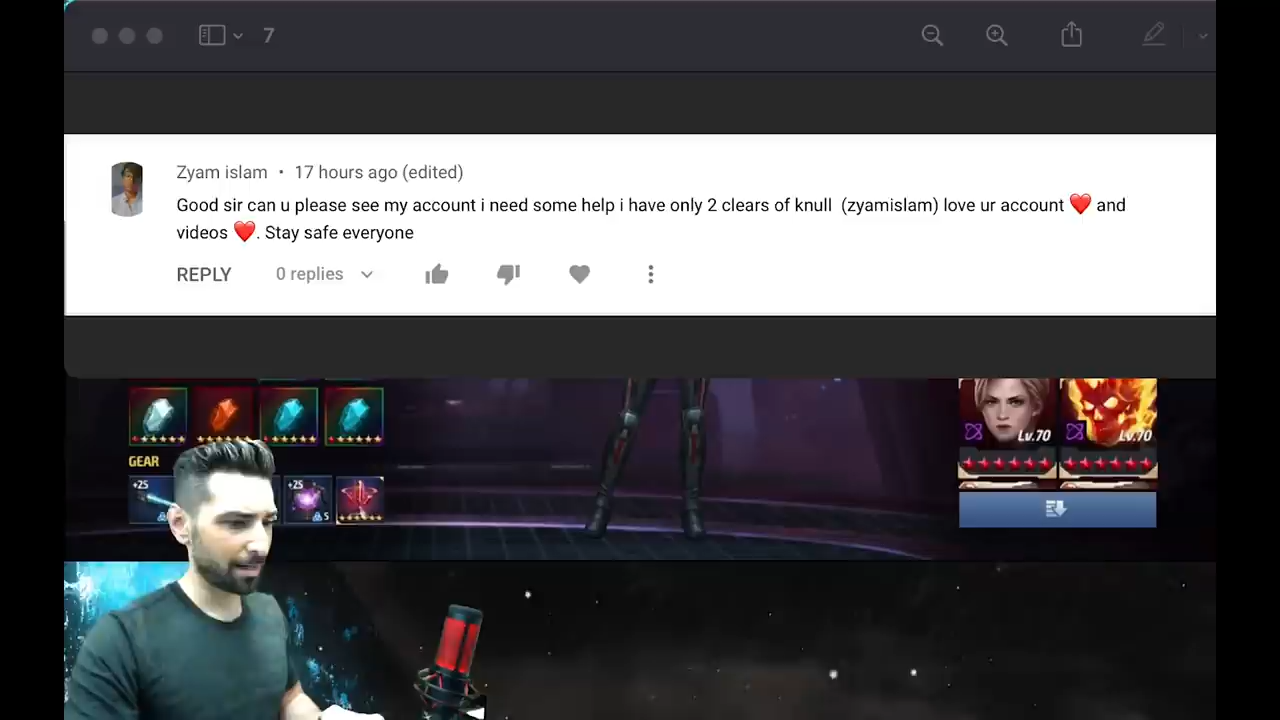 7
Zyam islam • 17 hours ago (edited)
Good sir can u please see my account i need some help i have only 2 clears of knull (zyamislam) love ur account ❤️ and
videos ❤️. Stay safe everyone
REPLY 0 replies
Lv.70 Lv.70
GEAR
+25 +25
5